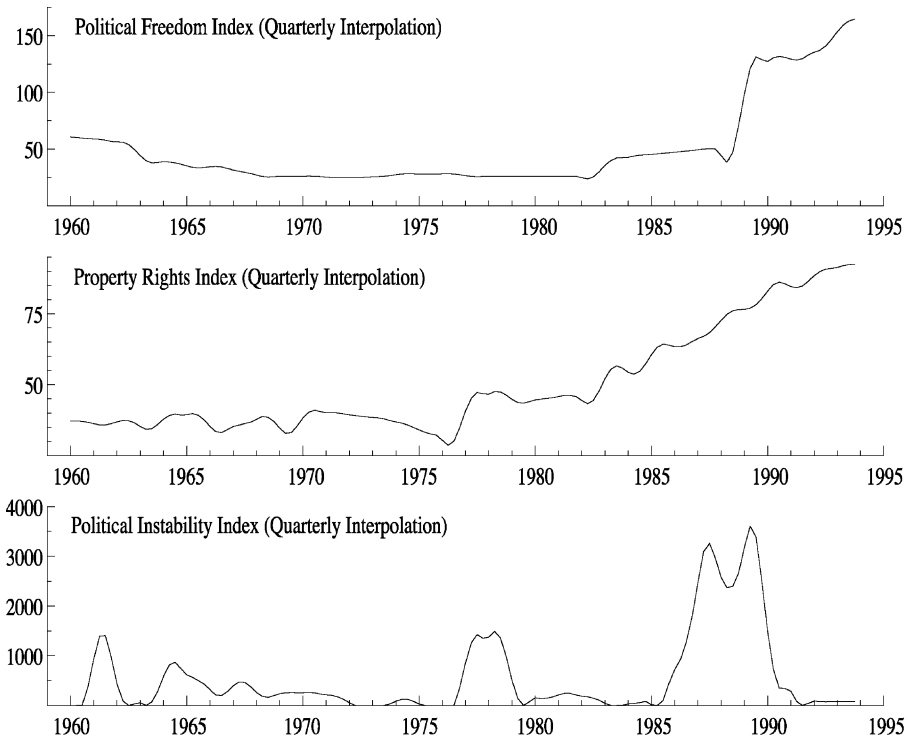 Political Freedom Index (Quarterly Interpolation)
150
100
50
1960 1965 1970 1975 1980 1985 1990 1995
Property Rights Index (Quarterly Interpolation)
75
50
1960 1965 1970 1975 1980 1985 1990 1995
4000
Political Instability Index (Quarterly Interpolation)
3000
2000
1000
1960 1965 1970 1975 1980 1985 1990 1995